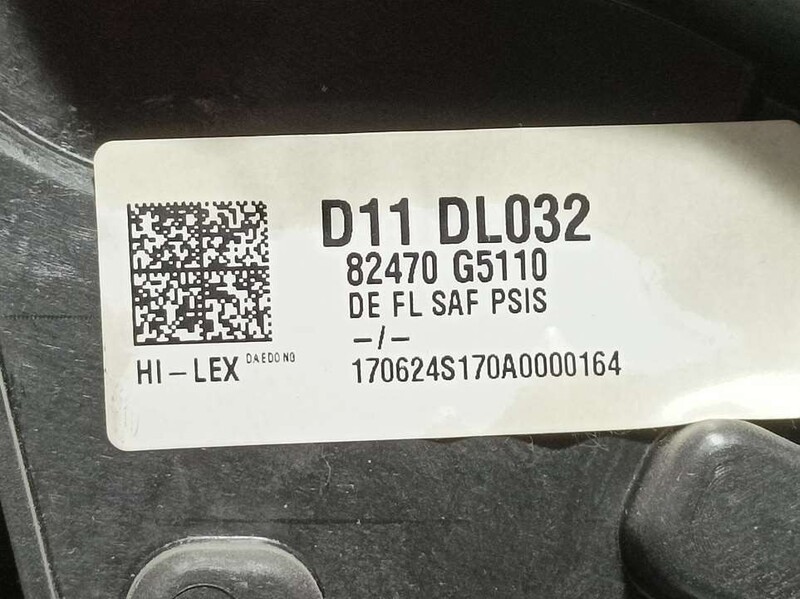 D11 DL032
82470 G5110
DE FL SAF PSIS
-/-
170624S170A0000164
HI-LEX DAEDONG